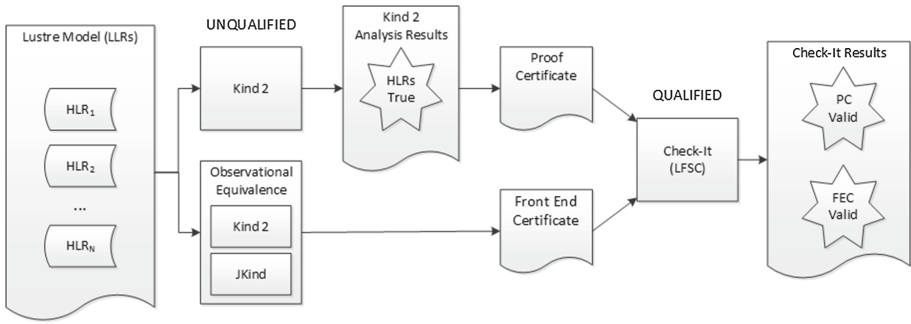 Lustre Model (LLRs)
HLR1
HLR2
...
HLRN
UNQUALIFIED
Kind 2
Observational
Equivalence
Kind 2
JKind
Kind 2
Analysis Results
HLRs
True
Proof
Certificate
Front End
Certificate
QUALIFIED
Check-It
(LFSC)
Check-It Results
PC
Valid
FEC
Valid